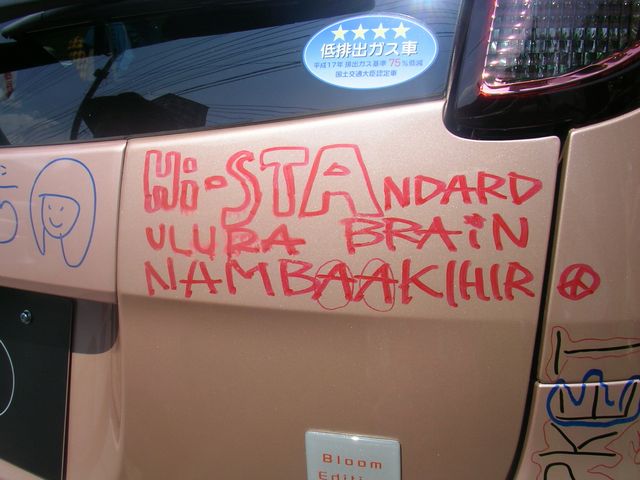 低排出ガス車
平成17年 排出ガス基準 75%低減
国土交通大臣認定車
Hi-STANDARD
ULURA BRAiN
NAMBAAKIHIR
PKET
Bloom